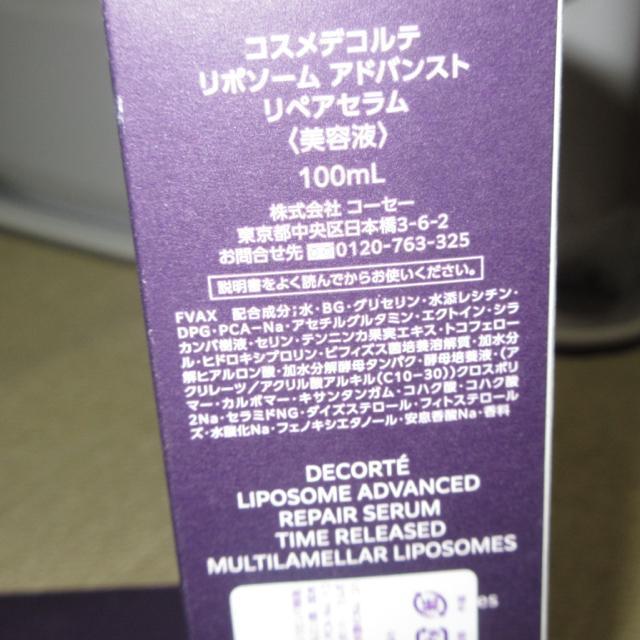 コスメデコルテ
リポソーム アドバンスト
リペアセラム
〈美容液〉
100mL
株式会社 コーセー
東京都中央区日本橋3-6-2
お問合せ先 0120-763-325
説明書をよく読んでからお使いください。
FVAX 配合成分:水・BG・グリセリン・水添レシチン・
DPG・PCA-Na・アセチルグルタミン・エクトイン・シラ
カンバ樹液・セリン・テンニンカ果実エキス・トコフェロー
ル・ヒドロキシプロリン・ビフィズス菌培養溶解質・加水分
解ヒアルロン酸・加水分解酵母タンパク・酵母培養液・(ア
クリレーツ/アクリル酸アルキル(C10-30))クロスポリ
マー・カルボマー・キサンタンガム・コハク酸・コハク酸
2Na・セラミドNG・ダイズステロール・フィトステロール
ズ・水酸化Na・フェノキシエタノール・安息香酸Na・香料
DECORTÉ
LIPOSOME ADVANCED
REPAIR SERUM
TIME RELEASED
MULTILAMELLAR LIPOSOMES